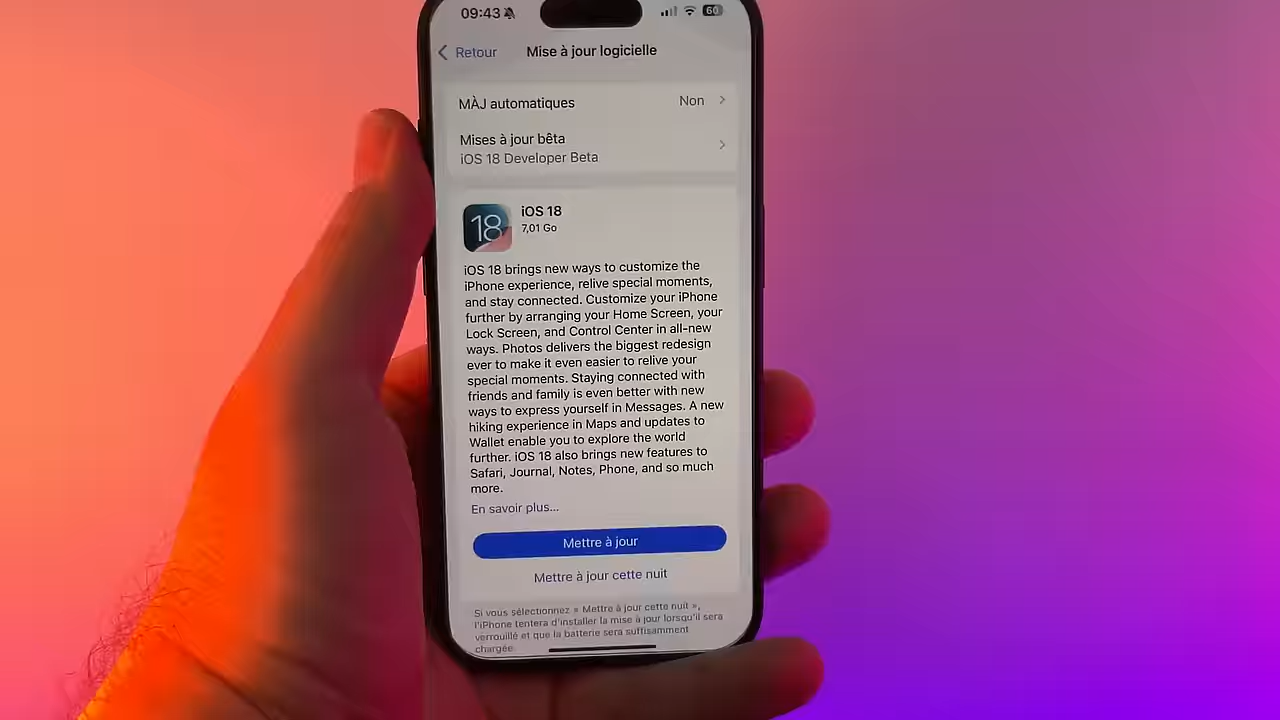 09:43
60
Retour
Mise à jour logicielle
MÀJ automatiques
Non
Mises à jour bêta
iOS 18 Developer Beta
18
iOS 18
7,01 Go
iOS 18 brings new ways to customize the
iPhone experience, relive special moments,
and stay connected. Customize your iPhone
further by arranging your Home Screen, your
Lock Screen, and Control Center in all-new
ways. Photos delivers the biggest redesign
ever to make it even easier to relive your
special moments. Staying connected with
friends and family is even better with new
ways to express yourself in Messages. A new
hiking experience in Maps and updates to
Wallet enable you to explore the world
further. iOS 18 also brings new features to
Safari, Journal, Notes, Phone, and so much
more.
En savoir plus...
Mettre à jour
Mettre à jour cette nuit
Si vous sélectionnez « Mettre à jour cette nuit »,
l'iPhone tentera d'installer la mise à jour lorsqu'il sera
verrouillé et que la batterie sera suffisamment
chargée.